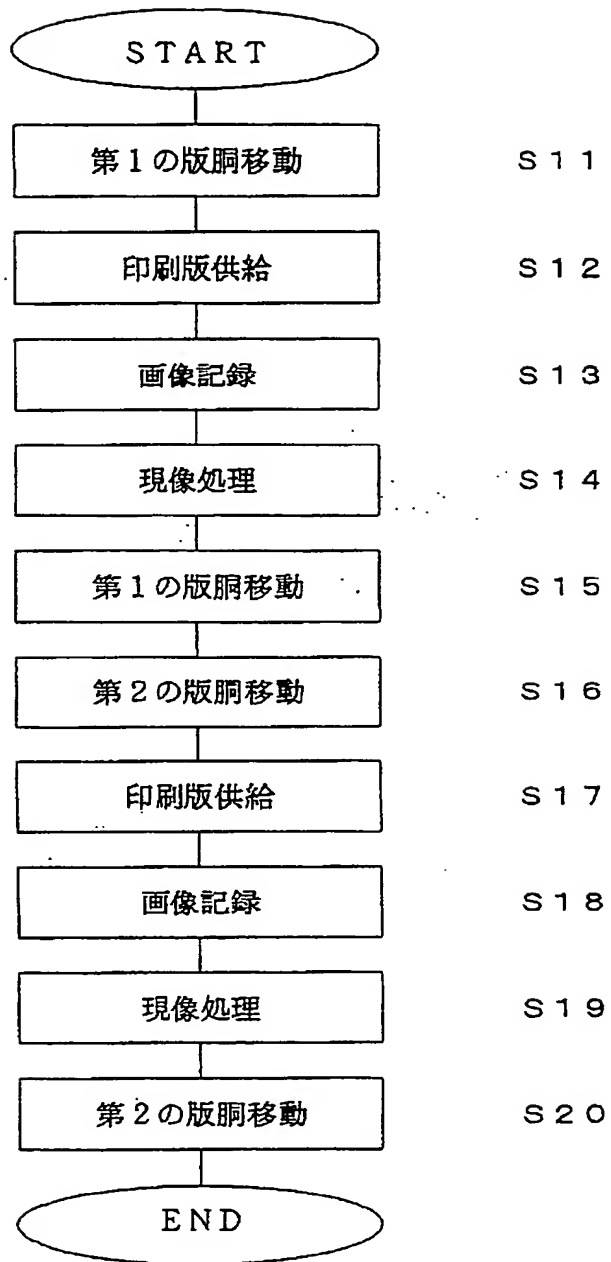 START
第1の版胴移動 S11
印刷版供給 S12
画像記録 S13
現像処理 S14
第1の版胴移動 S15
第2の版胴移動 S16
印刷版供給 S17
画像記録 S18
現像処理 S19
第2の版胴移動 S20
END